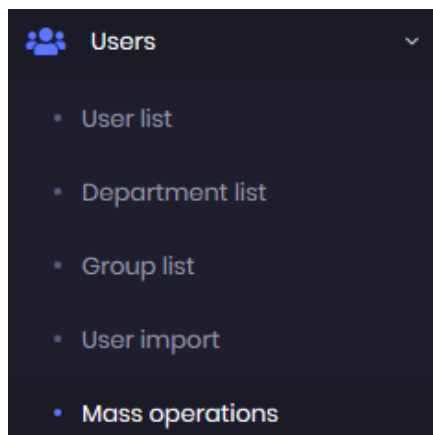 Users
User list
Department list
Group list
User import
Mass operations